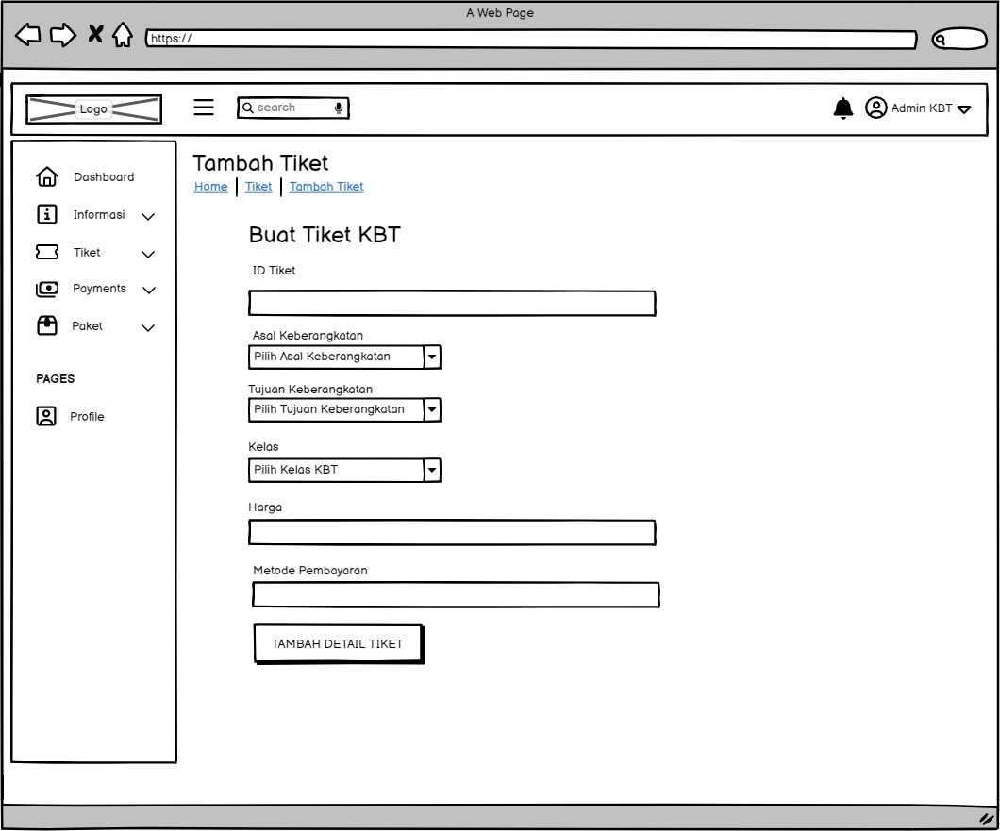 A Web Page
https://
Logo
search
Admin KBT
Dashboard
Informasi
Tiket
Payments
Paket
PAGES
Profile
Tambah Tiket
Home | Tiket | Tambah Tiket
Buat Tiket KBT
ID Tiket
Asal Keberangkatan
Pilih Asal Keberangkatan
Tujuan Keberangkatan
Pilih Tujuan Keberangkatan
Kelas
Pilih Kelas KBT
Harga
Metode Pembayaran
TAMBAH DETAIL TIKET